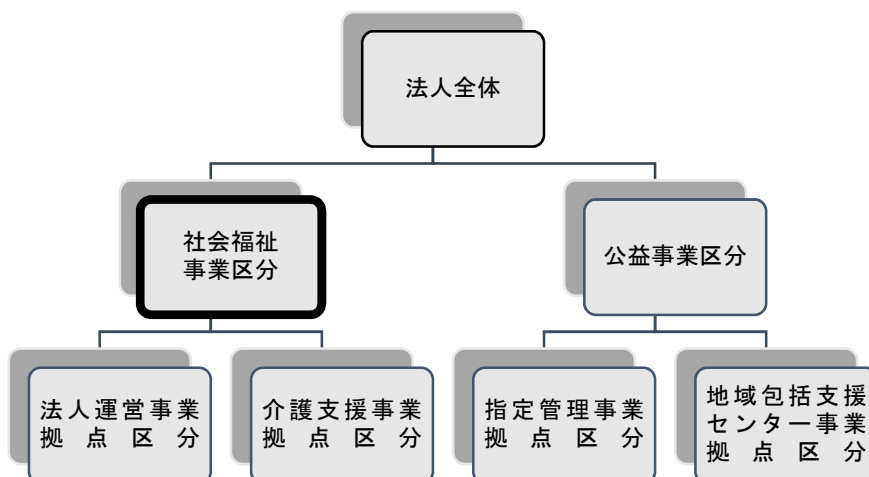 法人全体
社会福祉
事業区分
公益事業区分
法人運営事業
拠点区分
介護支援事業
拠点区分
指定管理事業
拠点区分
地域包括支援
センター事業
拠点区分